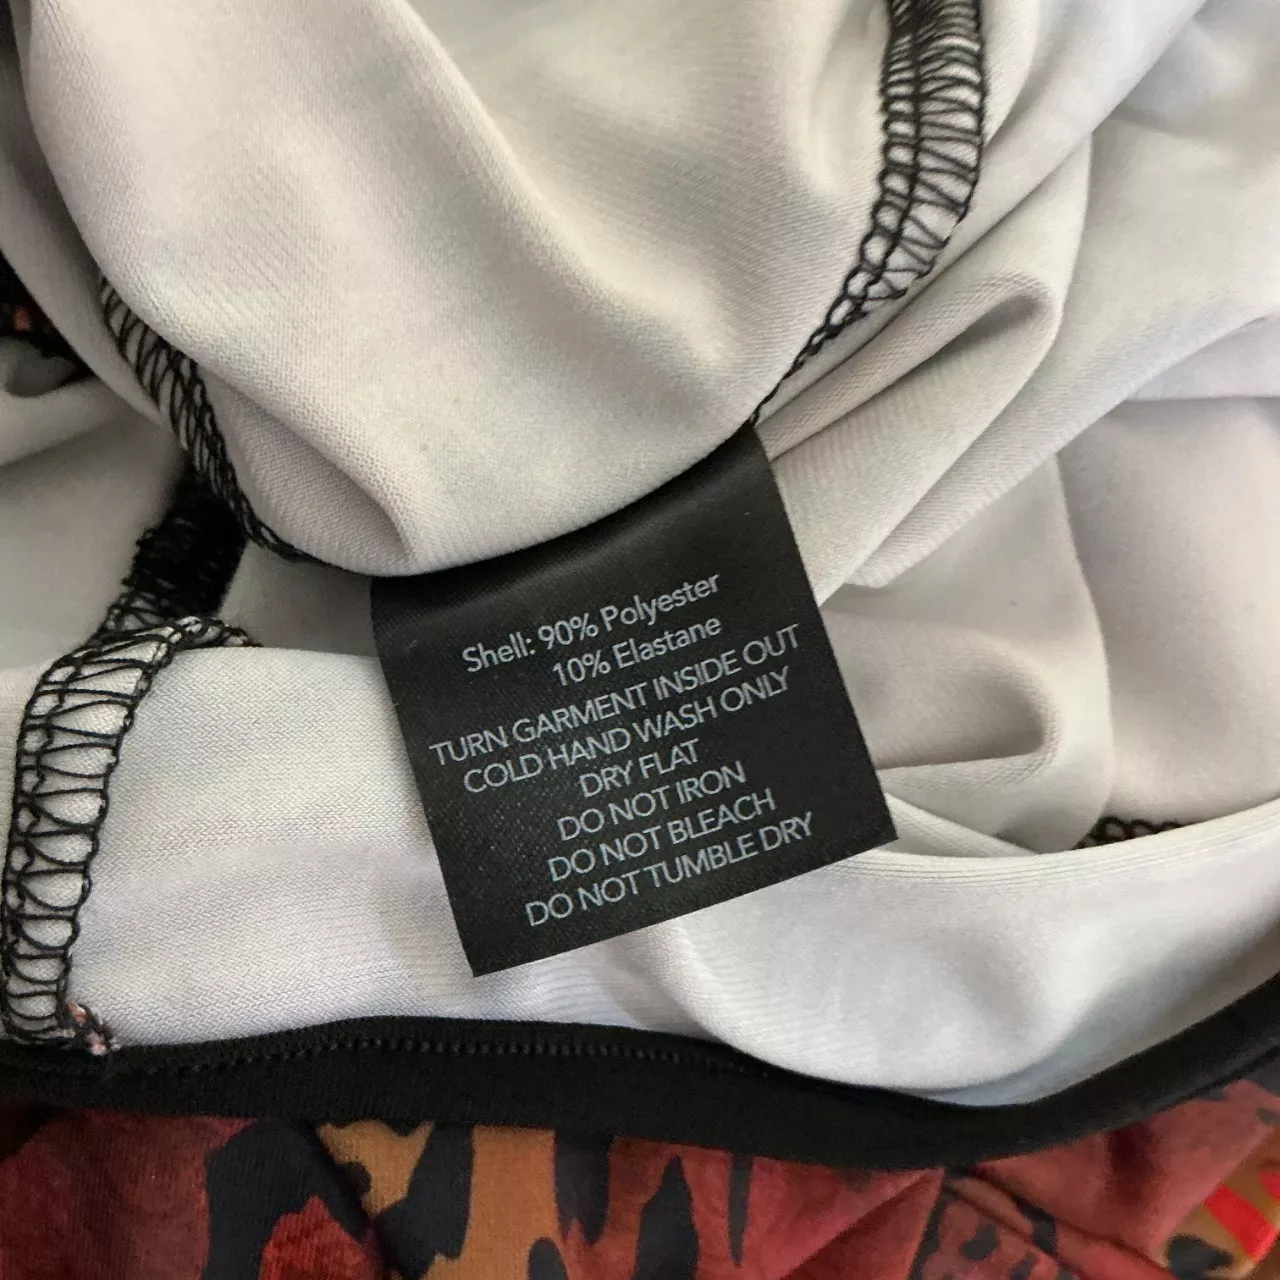 Shell: 90% Polyester
10% Elastane
TURN GARMENT INSIDE OUT
COLD HAND WASH ONLY
DRY FLAT
DO NOT IRON
DO NOT BLEACH
DO NOT TUMBLE DRY